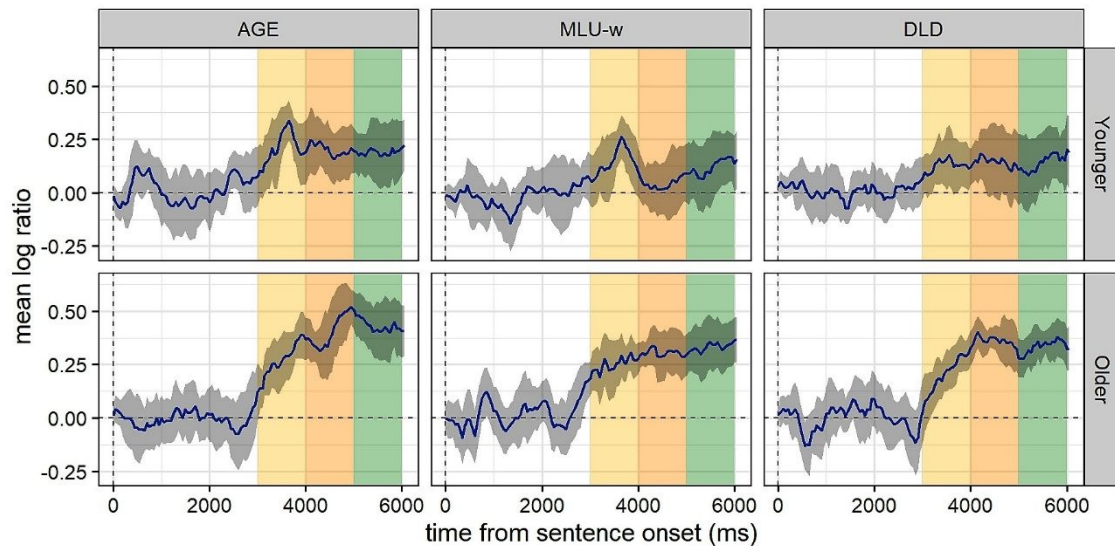 AGE
MLU-w
DLD
mean log ratio
0.50
0.25
0.00
-0.25
Younger
0.50
0.25
0.00
-0.25
Older
0 2000 4000 6000
0 2000 4000 6000
0 2000 4000 6000
time from sentence onset (ms)